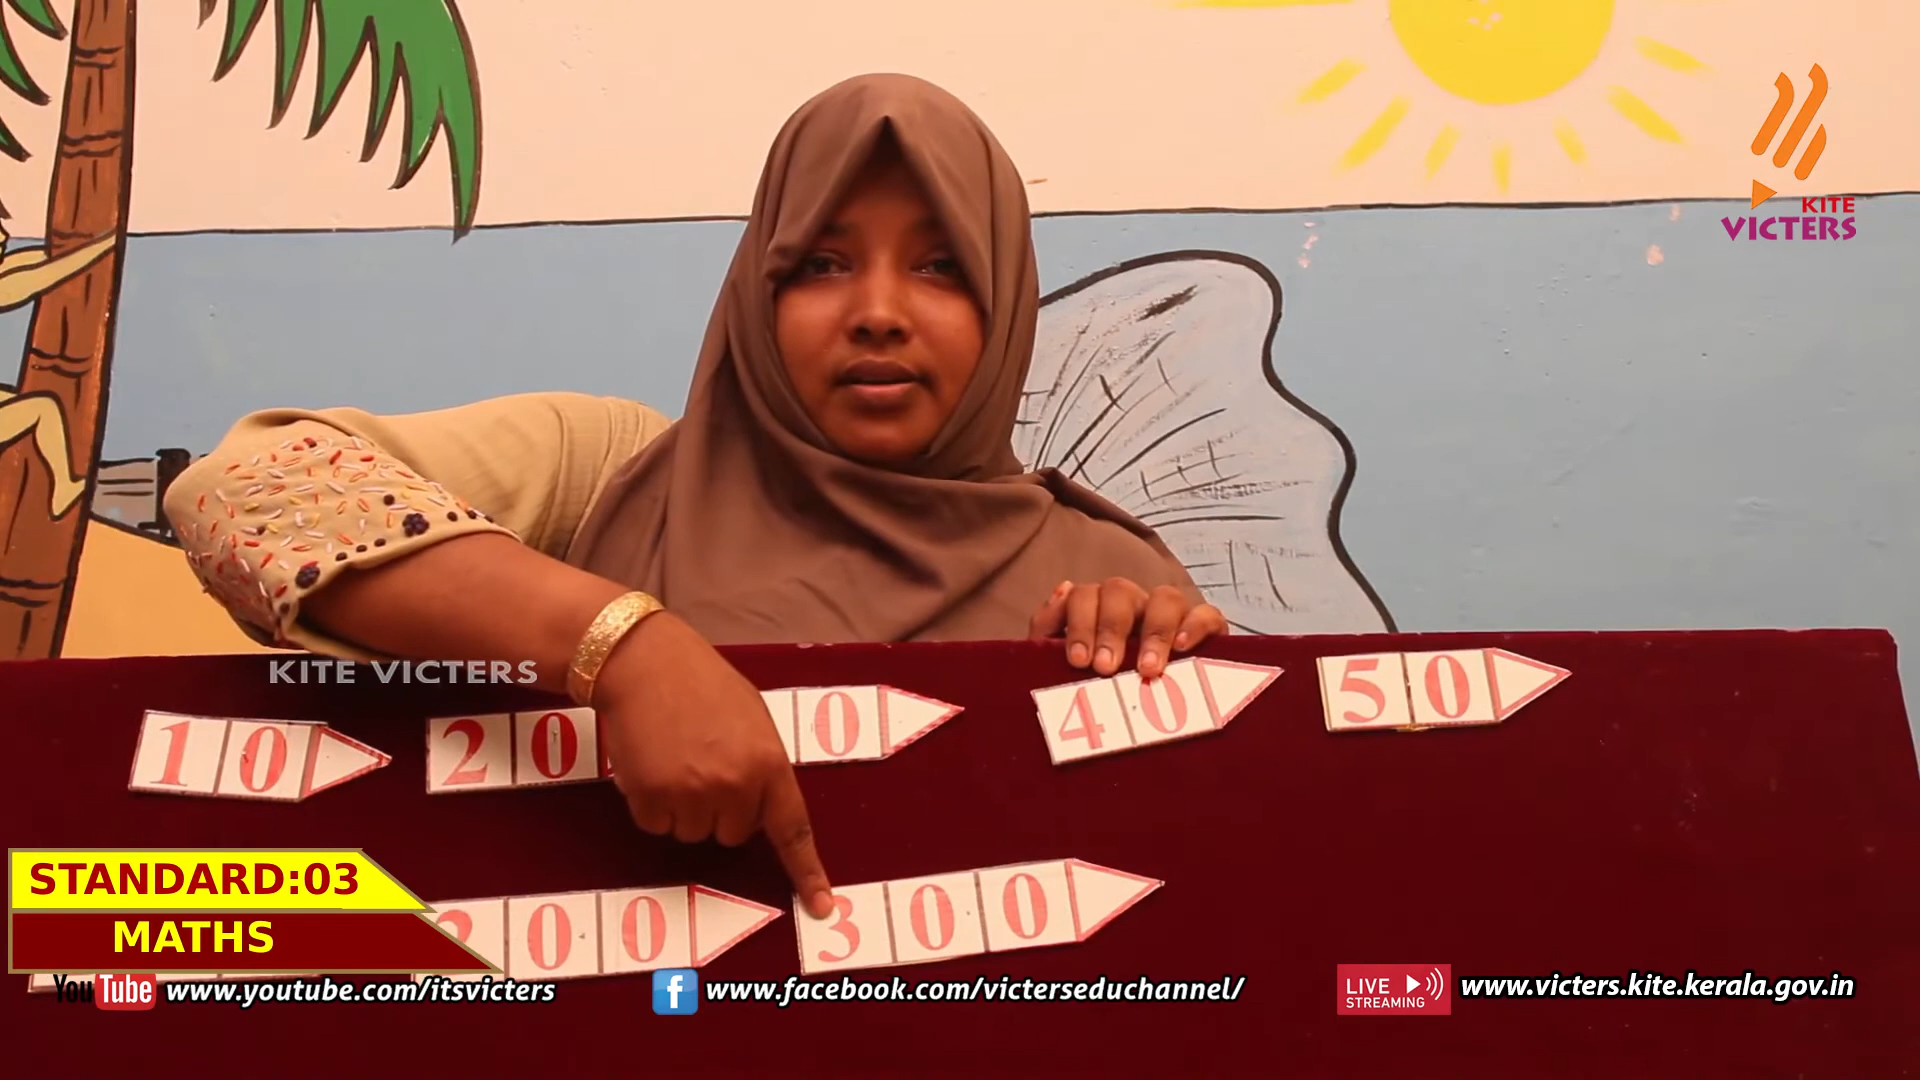 KITE
VICTERS
KITE VICTERS
10
20
0
40
50
STANDARD:03
MATHS
200
300
YouTube www.youtube.com/itsvicters
f www.facebook.com/victerseduchannel/
LIVE STREAMING www.victers.kite.kerala.gov.in